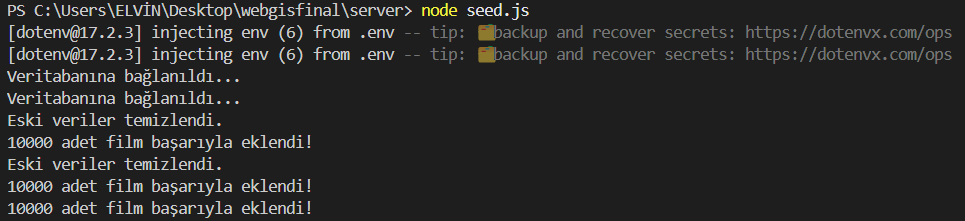 PS C:\Users\ELVİN\Desktop\webgisfinal\server> node seed.js
[dotenv@17.2.3] injecting env (6) from .env -- tip: 🗂️ backup and recover secrets: https://dotenvx.com/ops
[dotenv@17.2.3] injecting env (6) from .env -- tip: 🗂️ backup and recover secrets: https://dotenvx.com/ops
Veritabanına bağlanıldı...
Veritabanına bağlanıldı...
Eski veriler temizlendi.
10000 adet film başarıyla eklendi!
Eski veriler temizlendi.
10000 adet film başarıyla eklendi!
10000 adet film başarıyla eklendi!